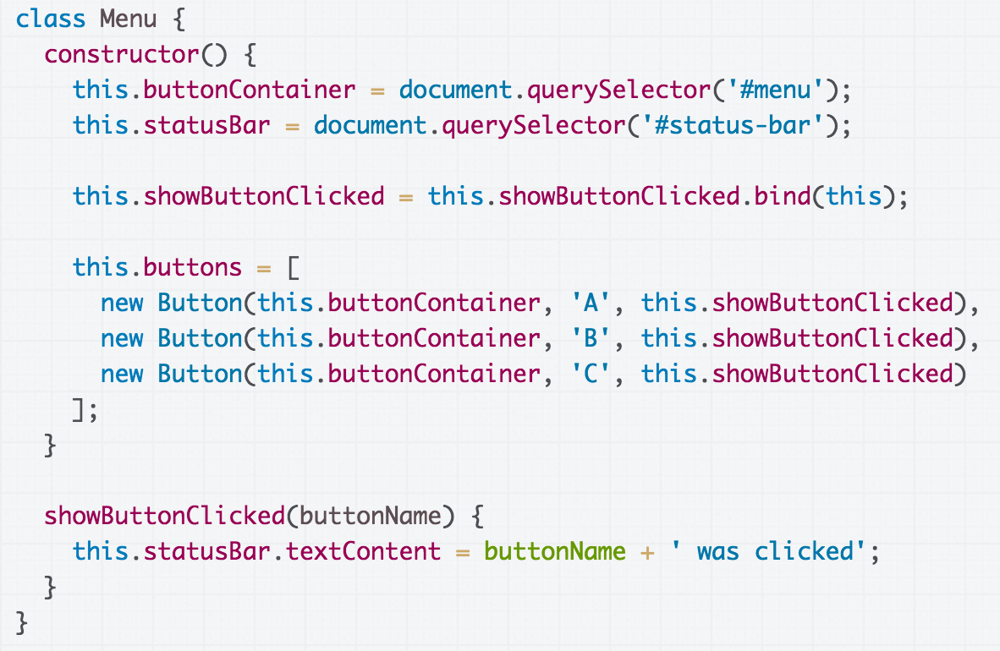 class Menu {
  constructor() {
    this.buttonContainer = document.querySelector('#menu');
    this.statusBar = document.querySelector('#status-bar');

    this.showButtonClicked = this.showButtonClicked.bind(this);

    this.buttons = [
      new Button(this.buttonContainer, 'A', this.showButtonClicked),
      new Button(this.buttonContainer, 'B', this.showButtonClicked),
      new Button(this.buttonContainer, 'C', this.showButtonClicked)
    ];
  }

  showButtonClicked(buttonName) {
    this.statusBar.textContent = buttonName + ' was clicked';
  }
}